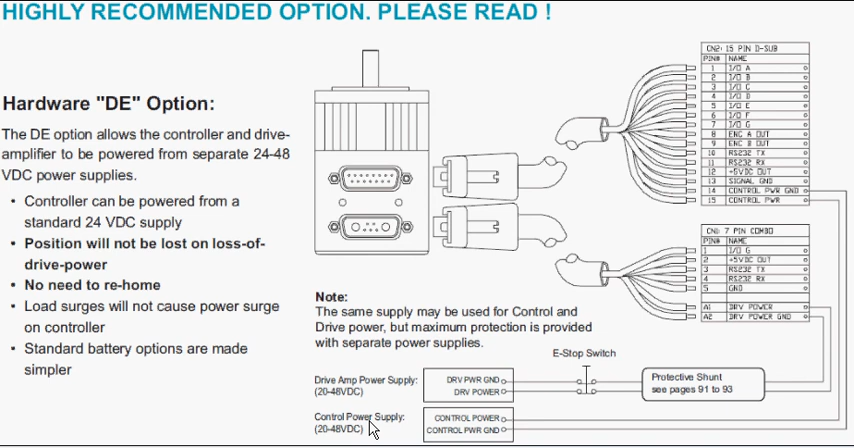 HIGHLY RECOMMENDED OPTION. PLEASE READ !
Hardware "DE" Option:
The DE option allows the controller and drive-
amplifier to be powered from separate 24-48
VDC power supplies.
• Controller can be powered from a
standard 24 VDC supply
• Position will not be lost on loss-of-
drive-power
• No need to re-home
• Load surges will not cause power surge
on controller
• Standard battery options are made
simpler
CN2: 15 PIN D-SUB
PIN# NAME
1 I/O A
2 I/O B
3 I/O C
4 I/O D
5 I/O E
6 I/O F
7 I/O G
8 ENC A OUT
9 ENC B OUT
10 RS232 TX
11 RS232 RX
12 +5VDC OUT
13 SIGNAL GND
14 CONTROL PWR GND
15 CONTROL PWR
CN1: 7 PIN COMBO
PIN# NAME
1 I/O G
2 +5VDC OUT
3 RS232 TX
4 RS232 RX
5 GND
A1 DRV POWER
A2 DRV POWER GND
Note:
The same supply may be used for Control and
Drive power, but maximum protection is provided
with separate power supplies.
E-Stop Switch
Drive Amp Power Supply:
(20-48VDC)
DRV PWR GND
DRV POWER
Protective Shunt
see pages 91 to 93
Control Power Supply:
(20-48VDC)
CONTROL POWER
CONTROL PWR GND